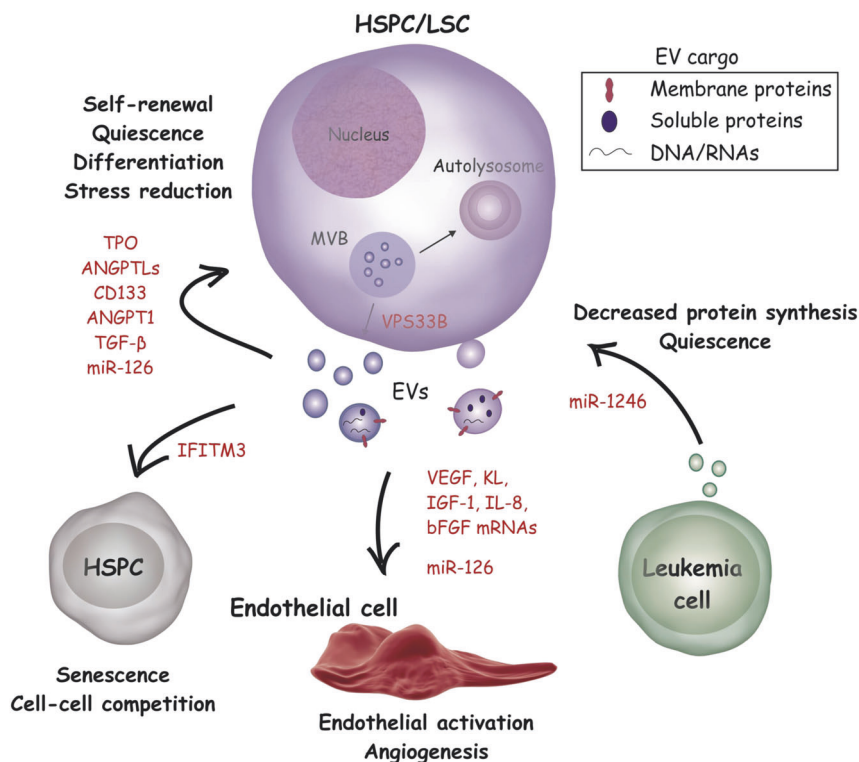 HSPC/LSC
EV cargo
Membrane proteins
Soluble proteins
DNA/RNAs
Self-renewal
Quiescence
Differentiation
Stress reduction
Nucleus
Autolysosome
MVB
VPS33B
TPO
ANGPTLs
CD133
ANGPT1
TGF-β
miR-126
EVs
Decreased protein synthesis
Quiescence
miR-1246
IFITM3
VEGF, KL,
IGF-1, IL-8,
bFGF mRNAs
miR-126
HSPC
Senescence
Cell-cell competition
Endothelial cell
Endothelial activation
Angiogenesis
Leukemia
cell